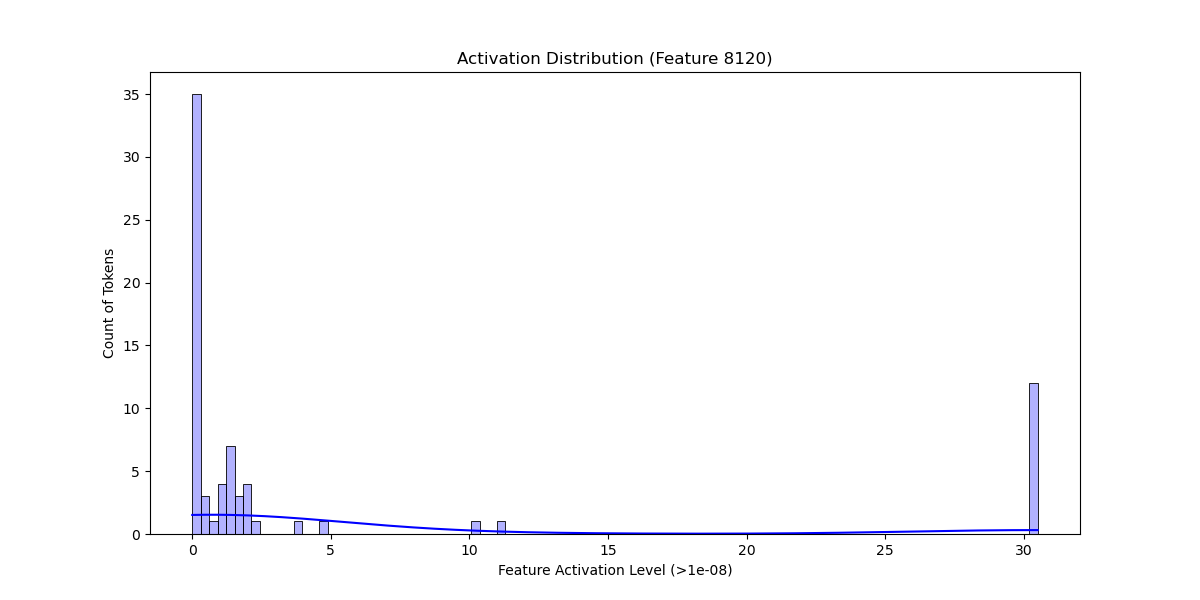 Activation Distribution (Feature 8120)
35
30
25
20
15
10
5
0
Count of Tokens
0 5 10 15 20 25 30
Feature Activation Level (>1e-08)